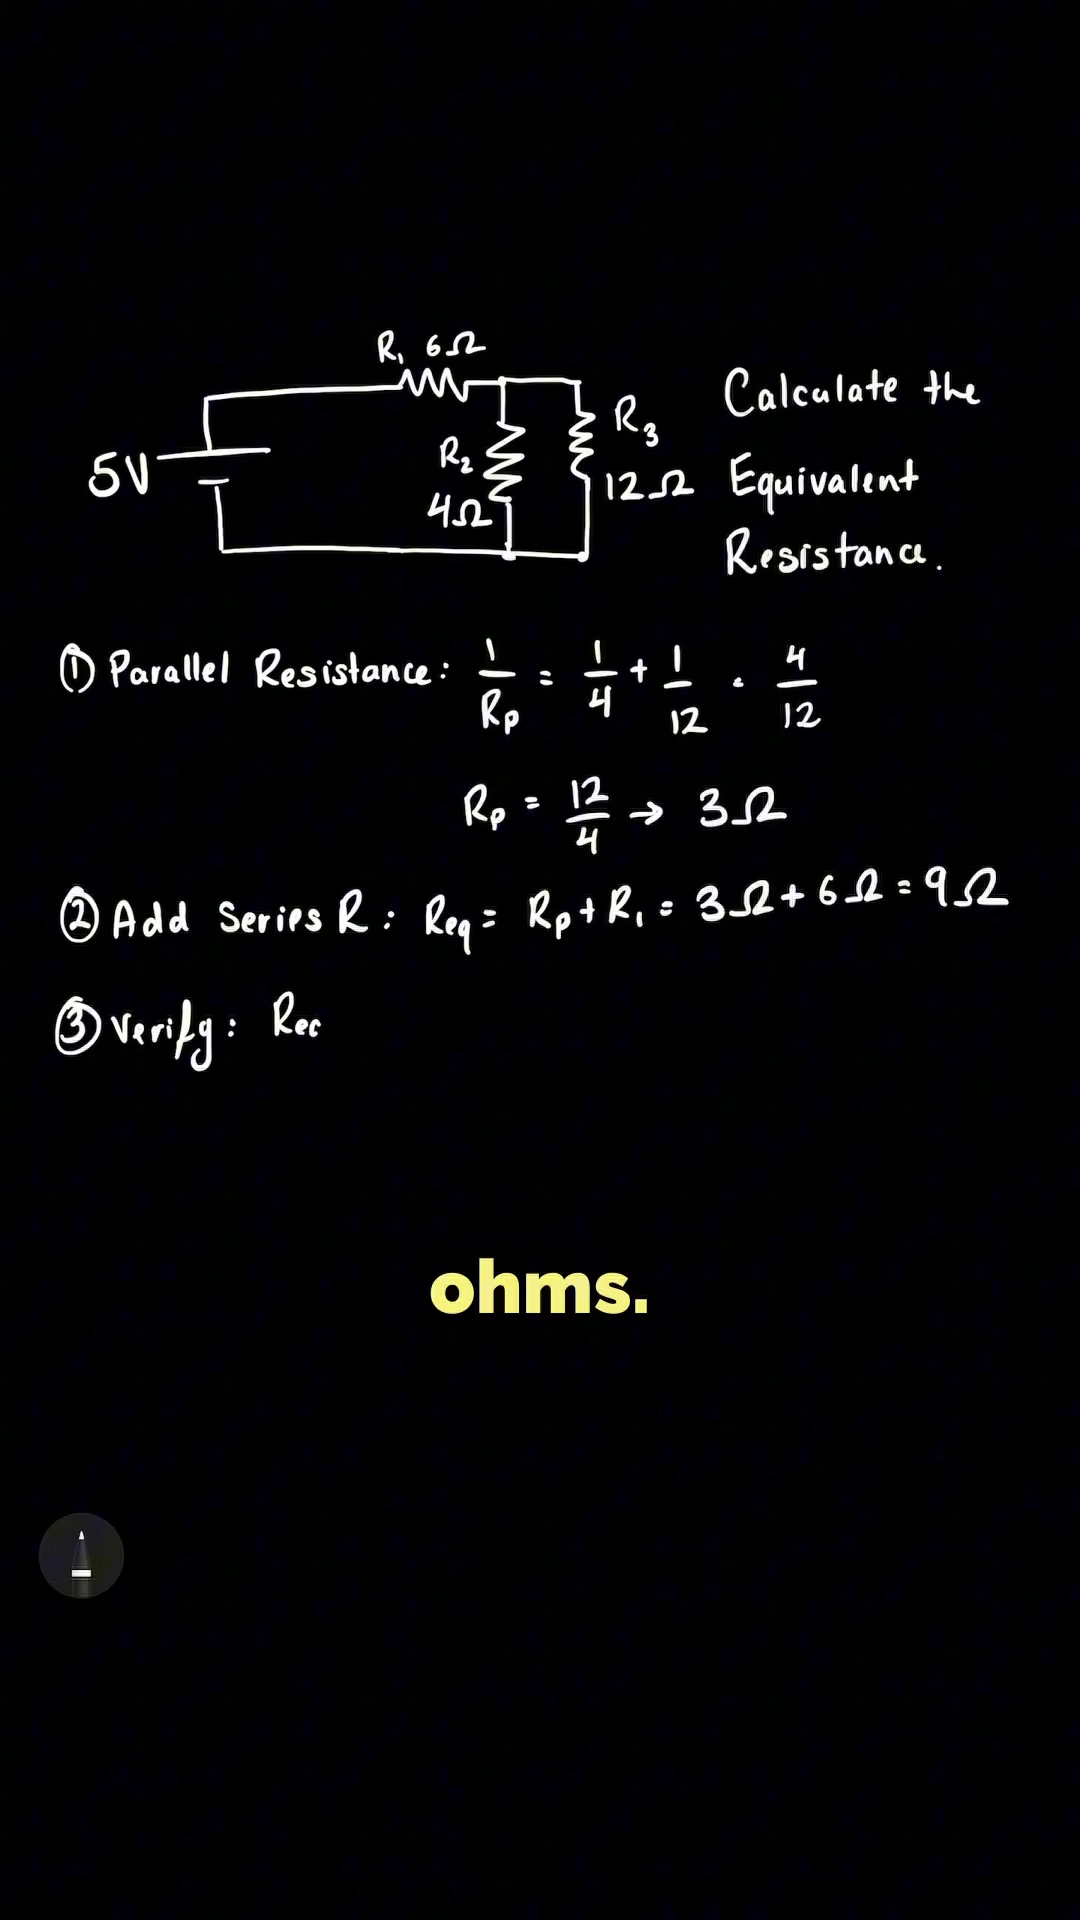 R₁ 6Ω
5V
R₂
4Ω
R₃
12Ω
Calculate the
Equivalent
Resistance.
① Parallel Resistance: 1/Rp = 1/4 + 1/12 · 4/12
Rp = 12/4 → 3Ω
② Add Series R: Req = Rp + R₁ = 3Ω + 6Ω = 9Ω
③ Verify: Rec
ohms.